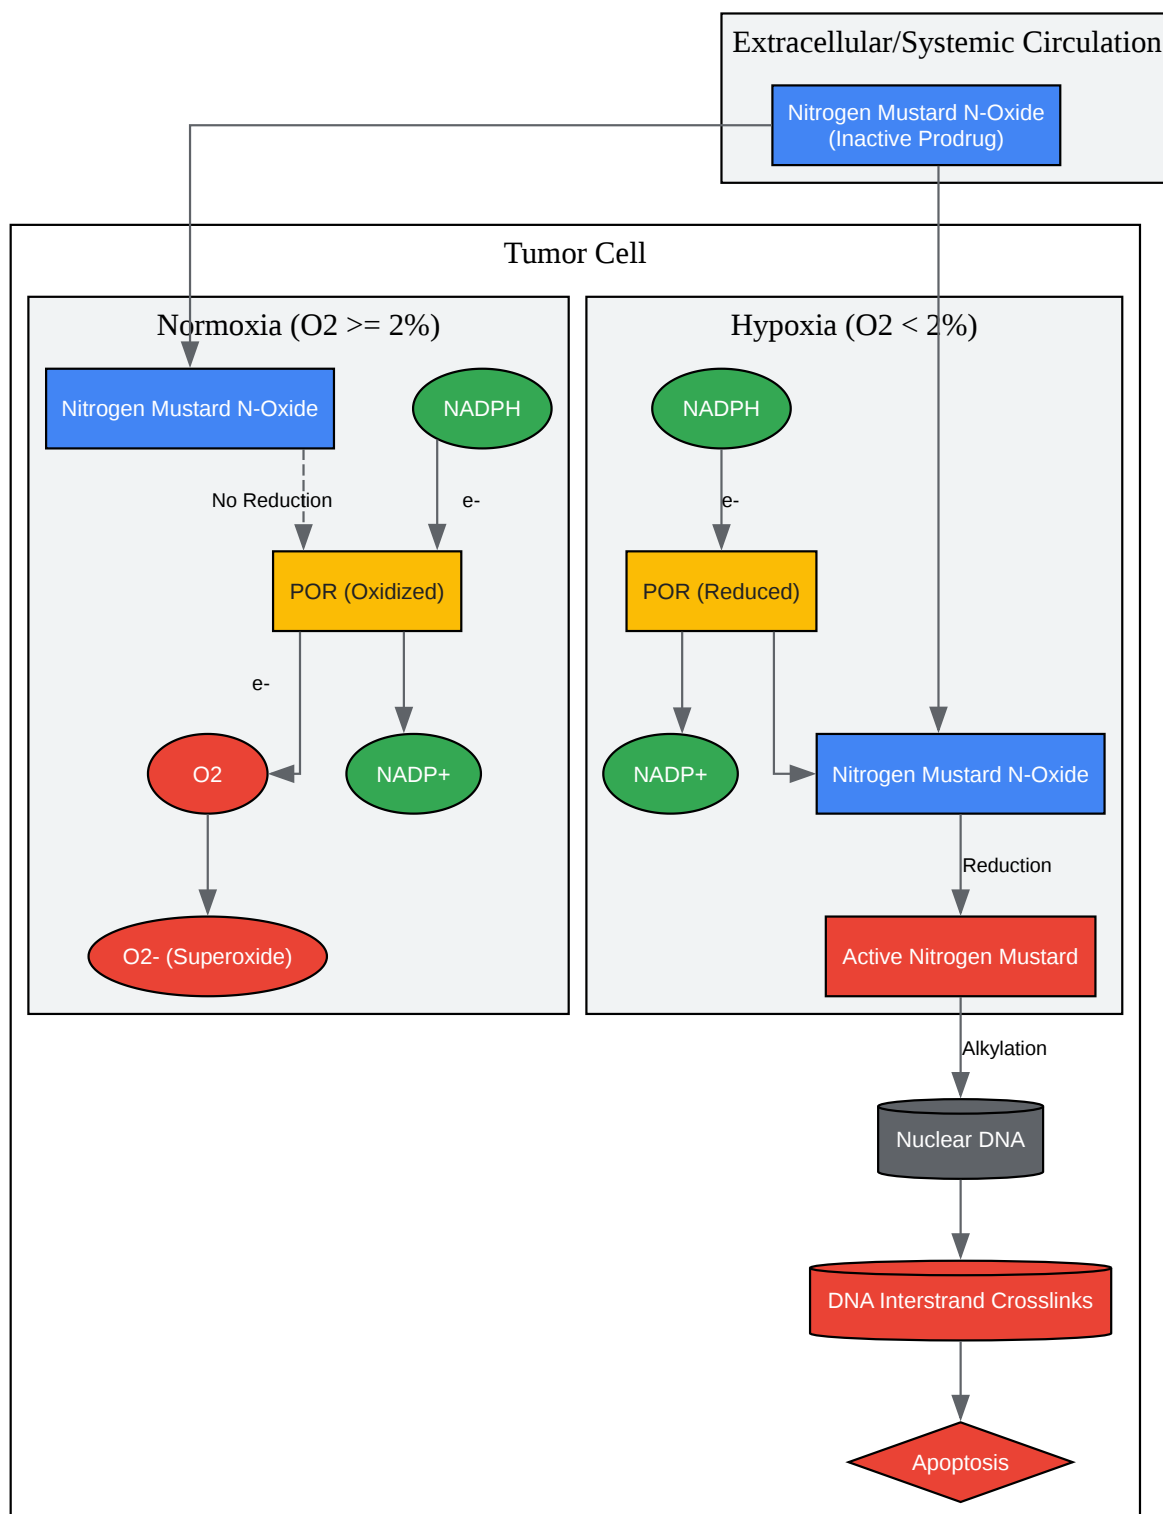 Extracellular/Systemic Circulation
Nitrogen Mustard N-Oxide
(Inactive Prodrug)
Tumor Cell
Normoxia (O2 >= 2%)
Nitrogen Mustard N-Oxide
NADPH
No Reduction
e-
POR (Oxidized)
e-
O2
NADP+
O2- (Superoxide)
Hypoxia (O2 < 2%)
NADPH
e-
POR (Reduced)
NADP+
Nitrogen Mustard N-Oxide
Reduction
Active Nitrogen Mustard
Alkylation
Nuclear DNA
DNA Interstrand Crosslinks
Apoptosis